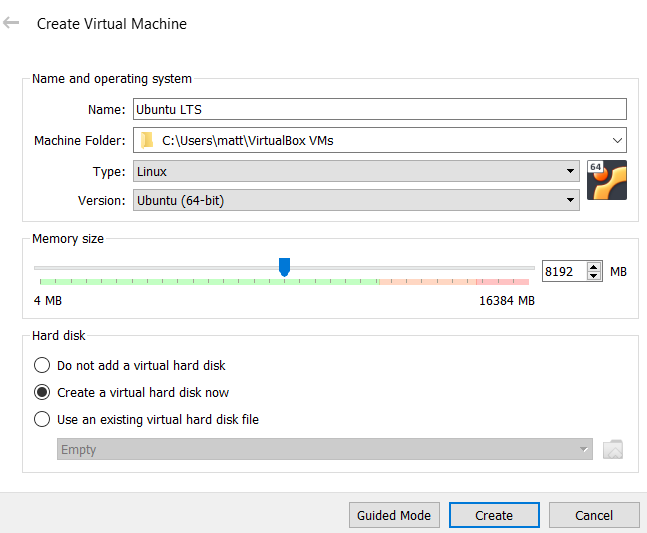 Create Virtual Machine
Name and operating system
Name: Ubuntu LTS
Machine Folder: C:\Users\matt\VirtualBox VMs
Type: Linux
64
Version: Ubuntu (64-bit)
Memory size
8192 MB
4 MB 16384 MB
Hard disk
Do not add a virtual hard disk
Create a virtual hard disk now
Use an existing virtual hard disk file
Empty
Guided Mode Create Cancel